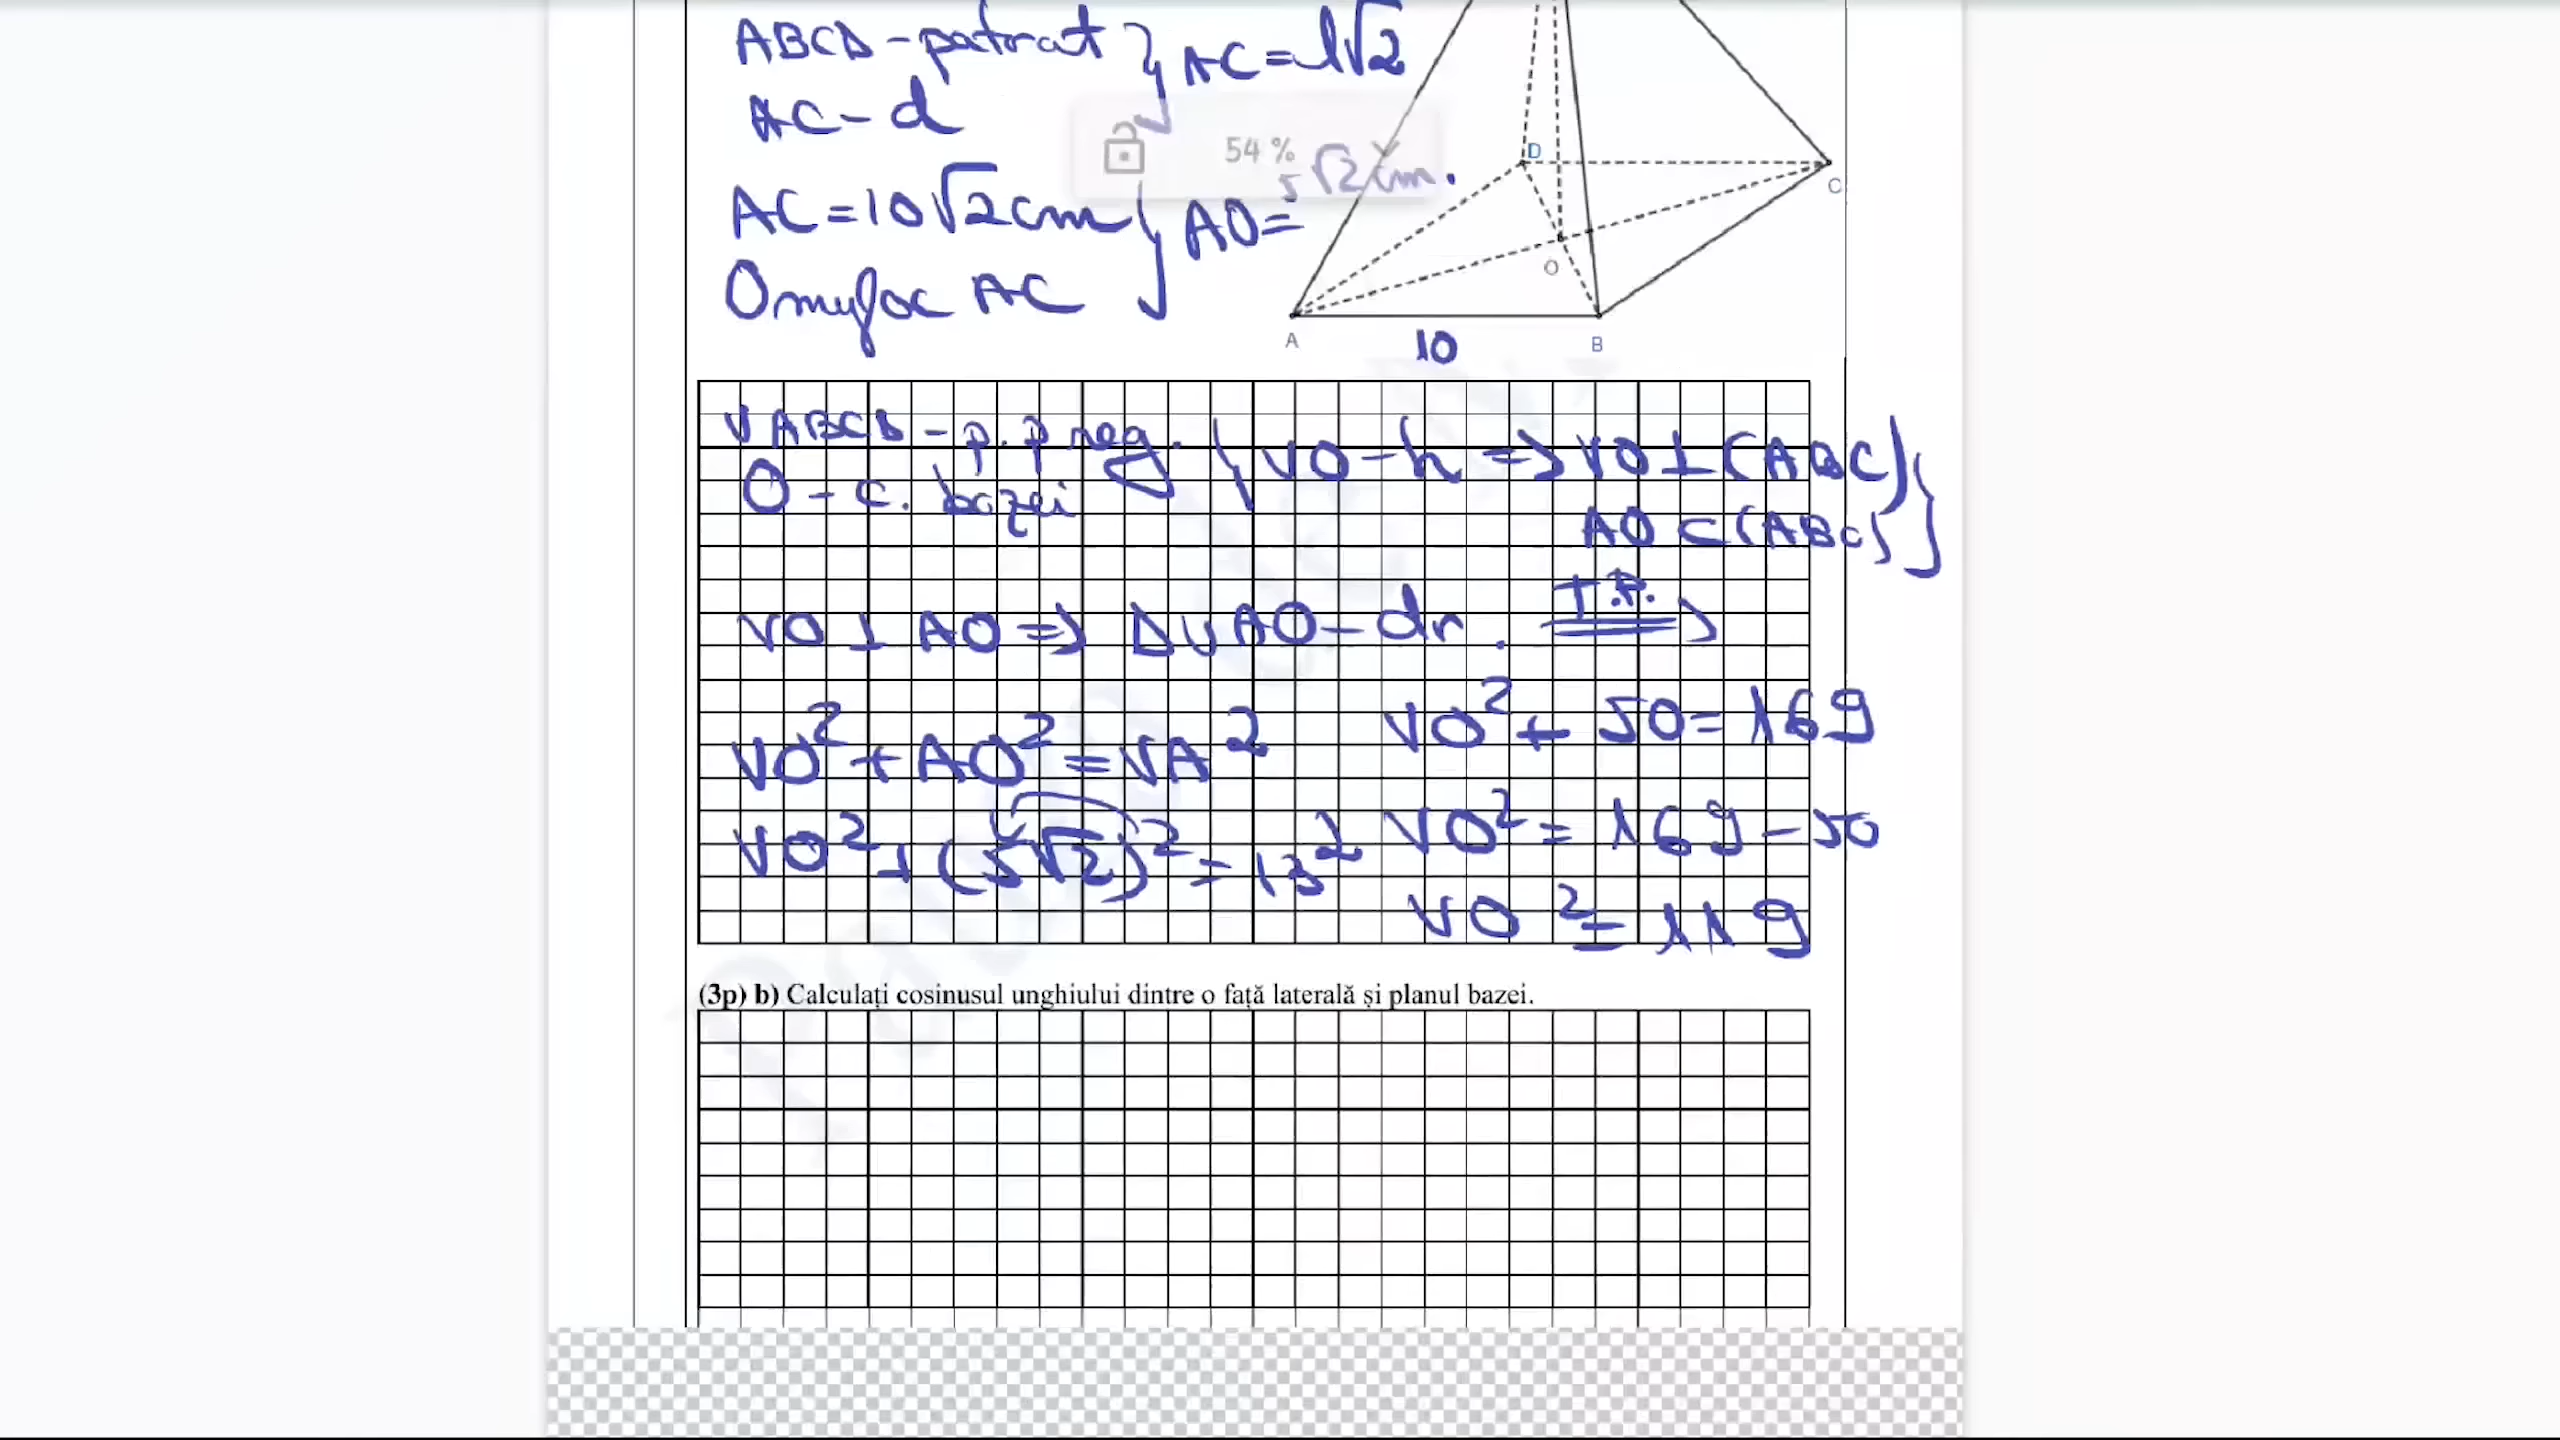 ABCD - patrat } AC = l√2
AC - d
54 %
AC = 10√2 cm } AO = 5√2 cm.
O mijloc AC
D
C
O
A
10
B
VABCD - p. p reg. } VO - h => VO ⊥ (ABC) }
O - c. bazei
AO ⊂ (ABC)
VO ⊥ AO => Δ VAO - dr. T.P. =>
VO² + AO² = VA²
VO² + 50 = 169
VO² + (5√2)² = 13²
VO² = 169 - 50
VO² = 119
(3p) b) Calculați cosinusul unghiului dintre o față laterală și planul bazei.